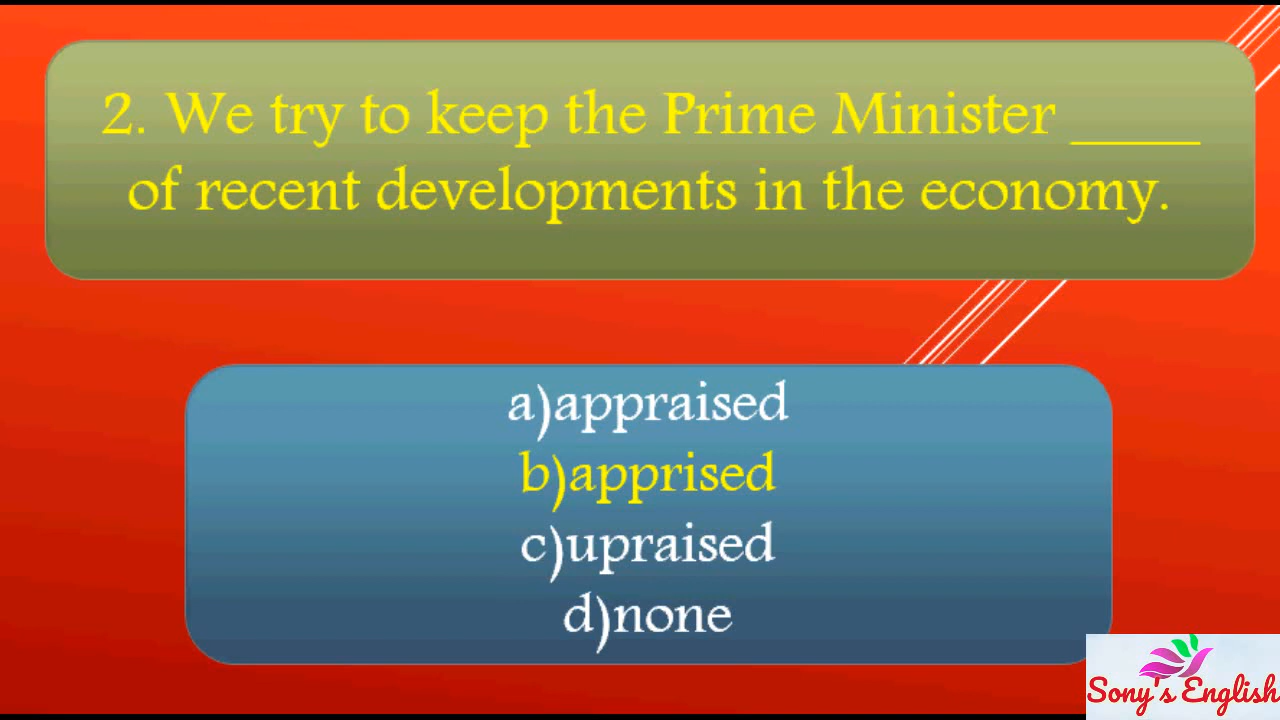 2. We try to keep the Prime Minister ____
of recent developments in the economy.
a)appraised
b)apprised
c)upraised
d)none
Sony's English